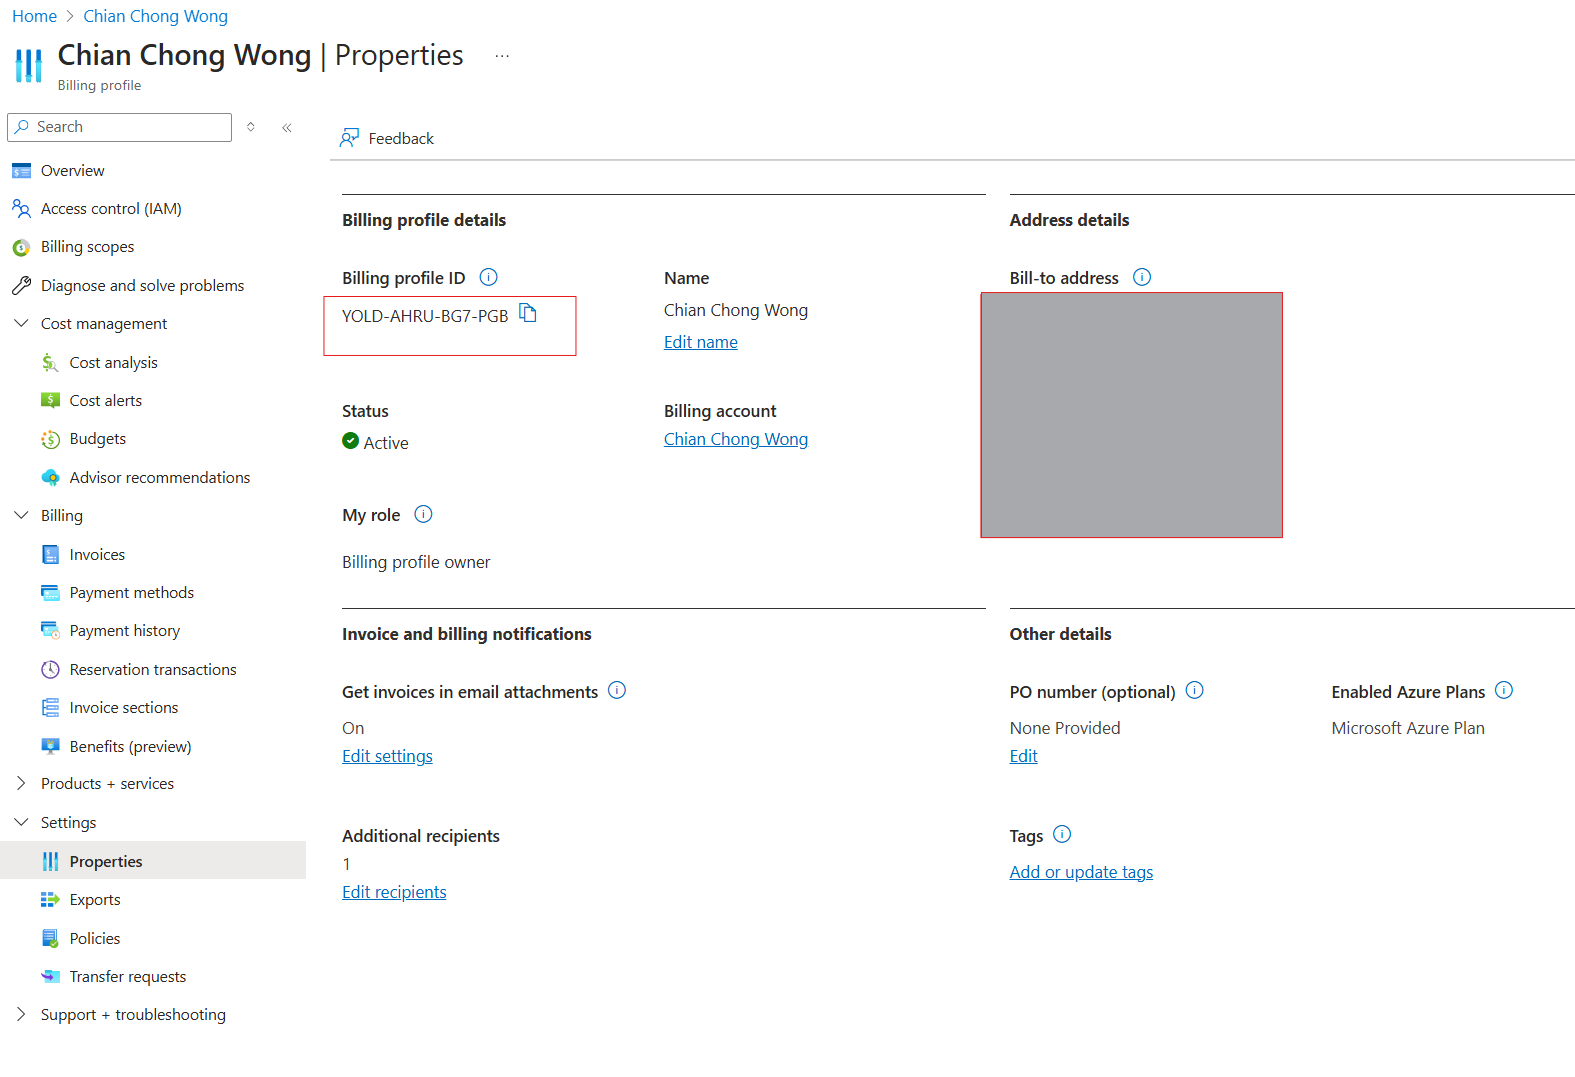 Home > Chian Chong Wong
Chian Chong Wong | Properties ...
Billing profile
Search
Overview
Access control (IAM)
Billing scopes
Diagnose and solve problems
Cost management
Cost analysis
Cost alerts
Budgets
Advisor recommendations
Billing
Invoices
Payment methods
Payment history
Reservation transactions
Invoice sections
Benefits (preview)
Products + services
Settings
Properties
Exports
Policies
Transfer requests
Support + troubleshooting
Feedback
Billing profile details
Billing profile ID
YOLD-AHRU-BG7-PGB
Name
Chian Chong Wong
Edit name
Status
Active
Billing account
Chian Chong Wong
My role
Billing profile owner
Address details
Bill-to address
Invoice and billing notifications
Get invoices in email attachments
On
Edit settings
Additional recipients
1
Edit recipients
Other details
PO number (optional)
None Provided
Edit
Enabled Azure Plans
Microsoft Azure Plan
Tags
Add or update tags